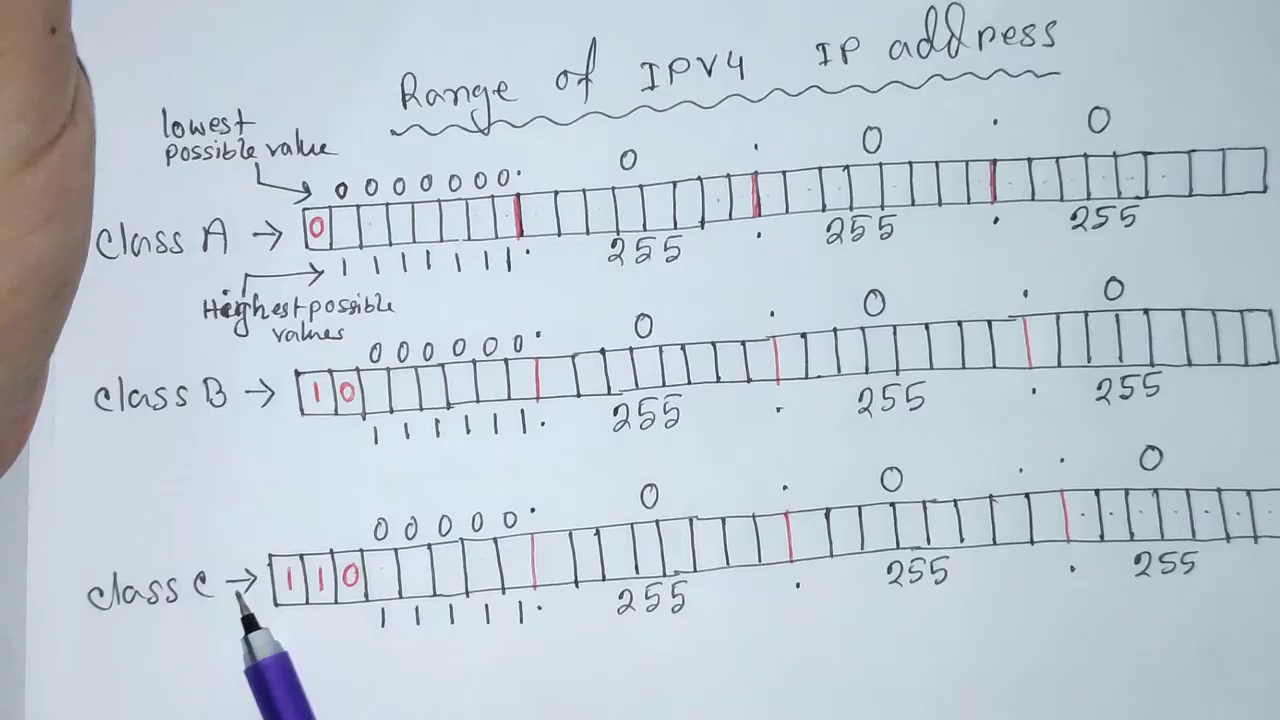 Range of IPV4 IP address
lowest
possible value
0 0 0 0 0 0 0 . 0 . 0 . 0
class A → 0
1 1 1 1 1 1 1 . 255 . 255 . 255
Highest possible
values
0 0 0 0 0 0 . 0 . 0 . 0
class B → 1 0
1 1 1 1 1 1 . 255 . 255 . 255
0 0 0 0 0 . 0 . 0 . . 0
class C → 1 1 0
1 1 1 1 1 . 255 . 255 . 255